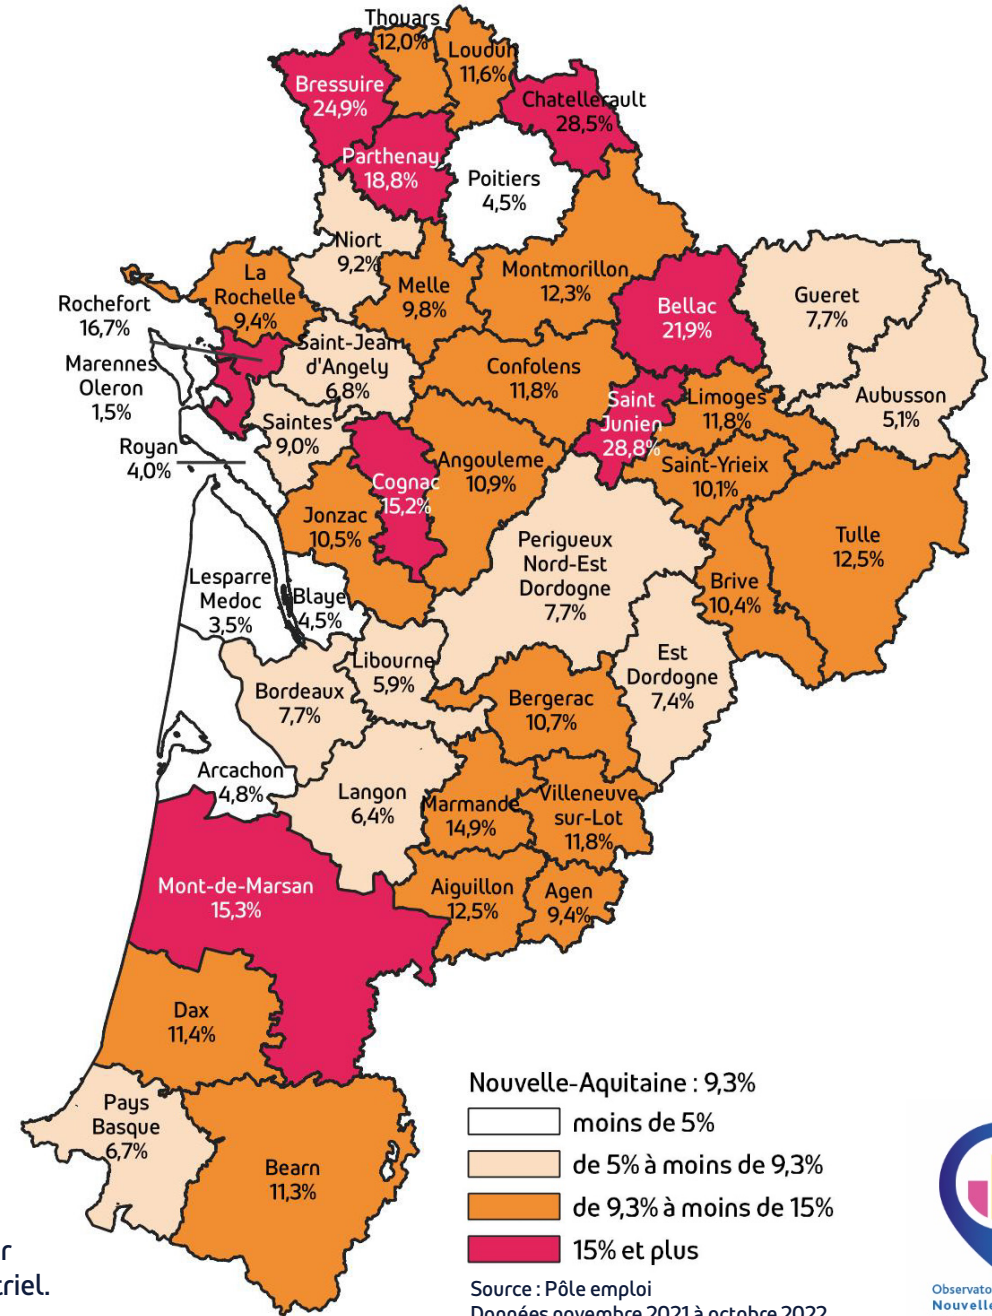 Thouars
12,0%
Loudun
11,6%
Bressuire
24,9%
Chatellerault
28,5%
Parthenay
18,8%
Poitiers
4,5%
Niort
9,2%
La
Rochelle
9,4%
Melle
9,8%
Montmorillon
12,3%
Bellac
21,9%
Gueret
7,7%
Rochefort
16,7%
Marennes
Oleron
1,5%
Saint-Jean
d'Angely
6,8%
Confolens
11,8%
Saint
Junien
28,8%
Limoges
11,8%
Aubusson
5,1%
Royan
4,0%
Saintes
9,0%
Cognac
15,2%
Angouleme
10,9%
Saint-Yrieix
10,1%
Jonzac
10,5%
Perigueux
Nord-Est
Dordogne
7,7%
Tulle
12,5%
Brive
10,4%
Lesparre
Medoc
3,5%
Blaye
4,5%
Libourne
5,9%
Est
Dordogne
7,4%
Bordeaux
7,7%
Bergerac
10,7%
Arcachon
4,8%
Langon
6,4%
Marmande
14,9%
Villeneuve
sur-Lot
11,8%
Mont-de-Marsan
15,3%
Aiguillon
12,5%
Agen
9,4%
Dax
11,4%
Pays
Basque
6,7%
Bearn
11,3%
Nouvelle-Aquitaine : 9,3%
moins de 5%
de 5% à moins de 9,3%
de 9,3% à moins de 15%
15% et plus
Source : Pôle emploi
Données novembre 2021 à octobre 2022
r
triel.
Observato
Nouvelle